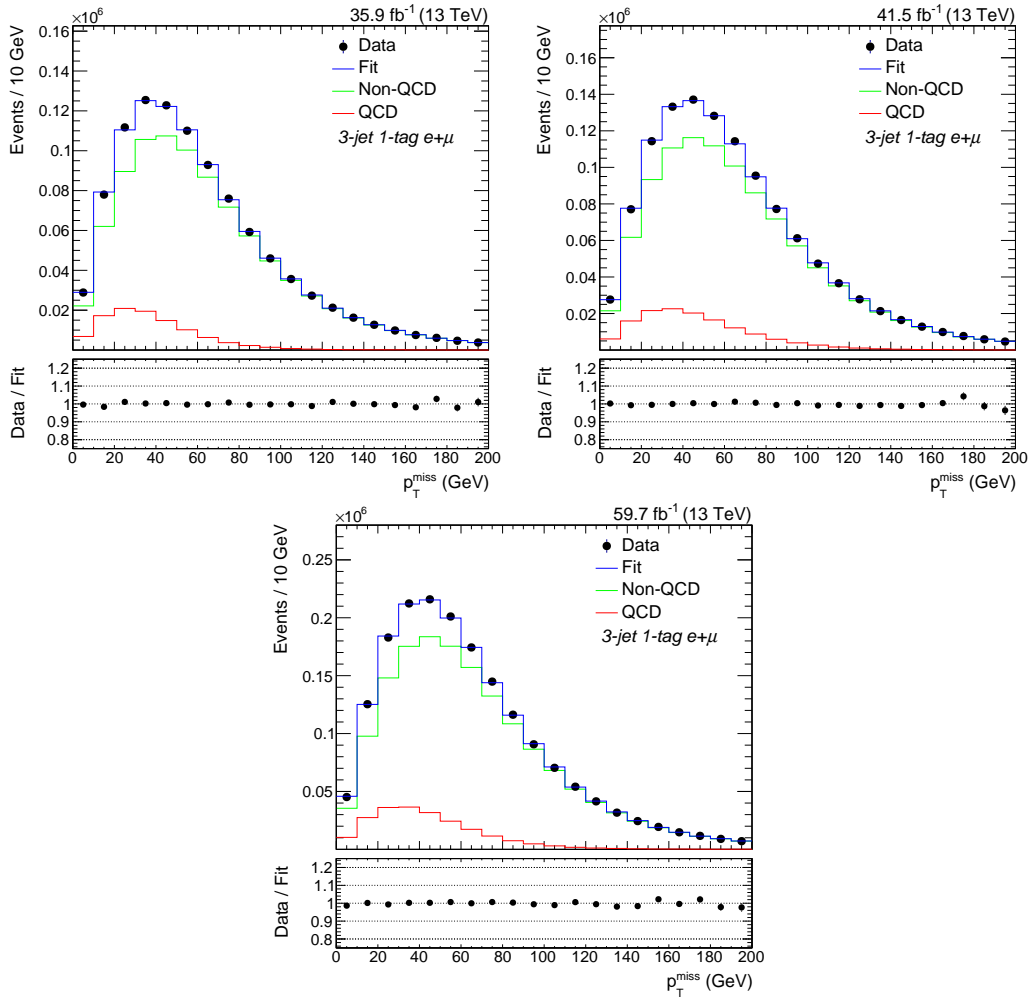 ×10⁶
35.9 fb⁻¹ (13 TeV)
Events / 10 GeV
0.16
0.14
0.12
0.1
0.08
0.06
0.04
0.02
Data
Fit
Non-QCD
QCD
3-jet 1-tag e+μ
Data / Fit
1.2
1.1
1
0.9
0.8
0 20 40 60 80 100 120 140 160 180 200
p_T^miss (GeV)
×10⁶
41.5 fb⁻¹ (13 TeV)
Events / 10 GeV
0.16
0.14
0.12
0.1
0.08
0.06
0.04
0.02
Data
Fit
Non-QCD
QCD
3-jet 1-tag e+μ
Data / Fit
1.2
1.1
1
0.9
0.8
0 20 40 60 80 100 120 140 160 180 200
p_T^miss (GeV)
×10⁶
59.7 fb⁻¹ (13 TeV)
Events / 10 GeV
0.25
0.2
0.15
0.1
0.05
Data
Fit
Non-QCD
QCD
3-jet 1-tag e+μ
Data / Fit
1.2
1.1
1
0.9
0.8
0 20 40 60 80 100 120 140 160 180 200
p_T^miss (GeV)